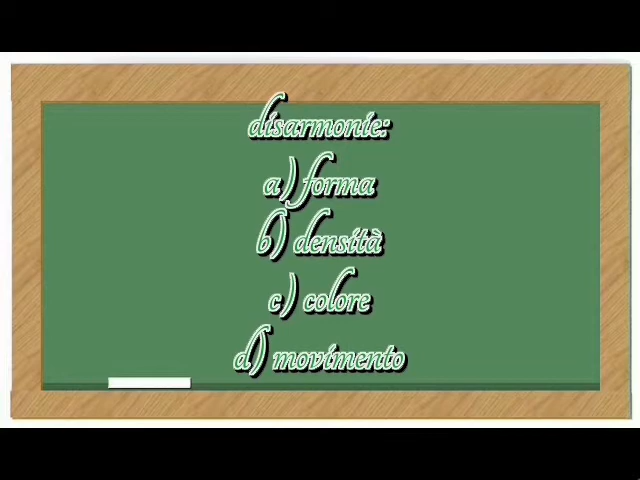 disarmonie:
a) forma
b) densità
c) colore
d) movimento